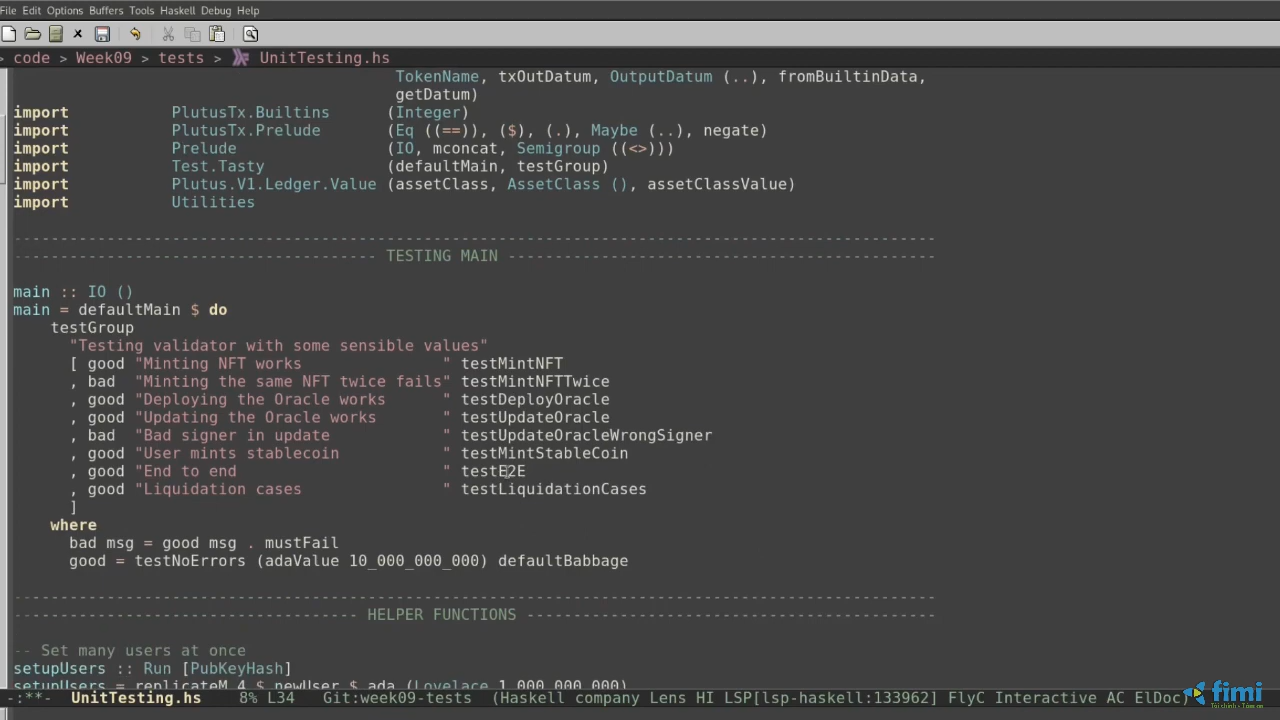 File Edit Options Buffers Tools Haskell Debug Help
> code > Week09 > tests > UnitTesting.hs
TokenName, txOutDatum, OutputDatum (..), fromBuiltinData,
getDatum)
import PlutusTx.Builtins (Integer)
import PlutusTx.Prelude (Eq ((==)), ($), (.), Maybe (..), negate)
import Prelude (IO, mconcat, Semigroup ((<>)))
import Test.Tasty (defaultMain, testGroup)
import Plutus.V1.Ledger.Value (assetClass, AssetClass (), assetClassValue)
import Utilities
---------------------------------------------------------------------------------------------------
--------------------------------------- TESTING MAIN ----------------------------------------------
main :: IO ()
main = defaultMain $ do
testGroup
"Testing validator with some sensible values"
[ good "Minting NFT works " testMintNFT
, bad "Minting the same NFT twice fails" testMintNFTTwice
, good "Deploying the Oracle works " testDeployOracle
, good "Updating the Oracle works " testUpdateOracle
, bad "Bad signer in update " testUpdateOracleWrongSigner
, good "User mints stablecoin " testMintStableCoin
, good "End to end " testE2E
, good "Liquidation cases " testLiquidationCases
]
where
bad msg = good msg . mustFail
good = testNoErrors (adaValue 10_000_000_000) defaultBabbage
---------------------------------------------------------------------------------------------------
------------------------------------- HELPER FUNCTIONS --------------------------------------------
-- Set many users at once
setupUsers :: Run [PubKeyHash]
setupUsers = replicateM 4 $ newUser $ ada (Lovelace 1_000_000_000)
-:**- UnitTesting.hs 8% L34 Git:week09-tests (Haskell company Lens HI LSP[lsp-haskell:133962] FlyC Interactive AC ElDoc)
fimi